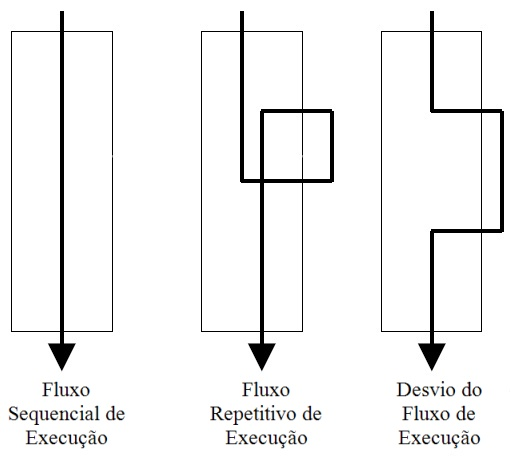 Fluxo
Sequencial de
Execução
Fluxo
Repetitivo de
Execução
Desvio do
Fluxo de
Execução